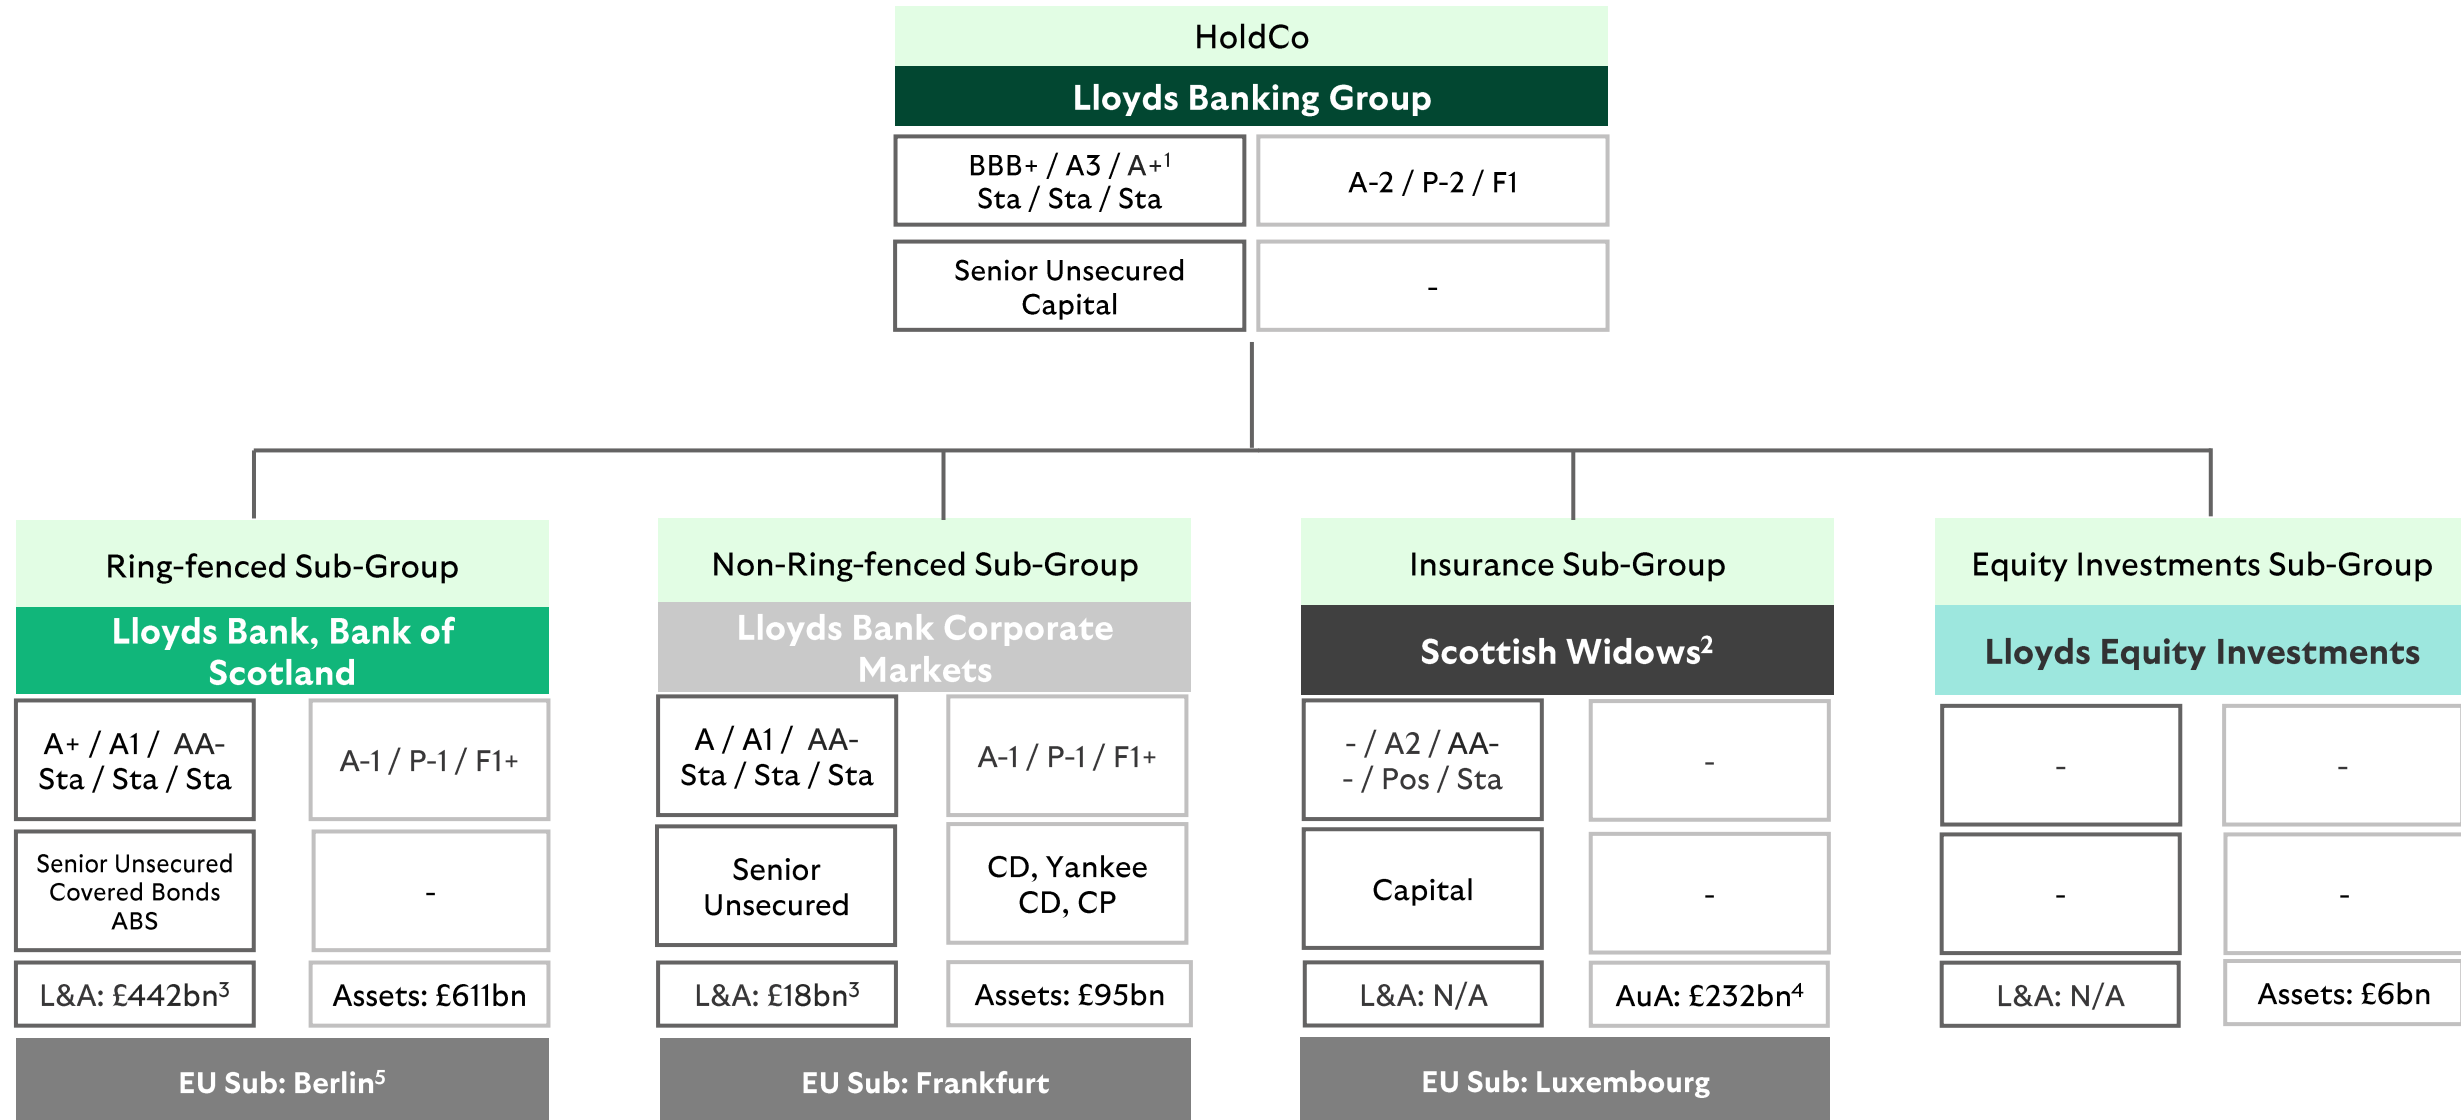 HoldCo
Lloyds Banking Group
BBB+ / A3 / A+¹
Sta / Sta / Sta
A-2 / P-2 / F1
Senior Unsecured
Capital
-
Ring-fenced Sub-Group
Lloyds Bank, Bank of
Scotland
A+ / A1 / AA-
Sta / Sta / Sta
A-1 / P-1 / F1+
Senior Unsecured
Covered Bonds
ABS
-
L&A: £442bn³
Assets: £611bn
EU Sub: Berlin⁵
Non-Ring-fenced Sub-Group
Lloyds Bank Corporate
Markets
A / A1 / AA-
Sta / Sta / Sta
A-1 / P-1 / F1+
Senior
Unsecured
CD, Yankee
CD, CP
L&A: £18bn³
Assets: £95bn
EU Sub: Frankfurt
Insurance Sub-Group
Scottish Widows²
- / A2 / AA-
- / Pos / Sta
-
Capital
-
L&A: N/A
AuA: £232bn⁴
EU Sub: Luxembourg
Equity Investments Sub-Group
Lloyds Equity Investments
-
-
-
-
L&A: N/A
Assets: £6bn